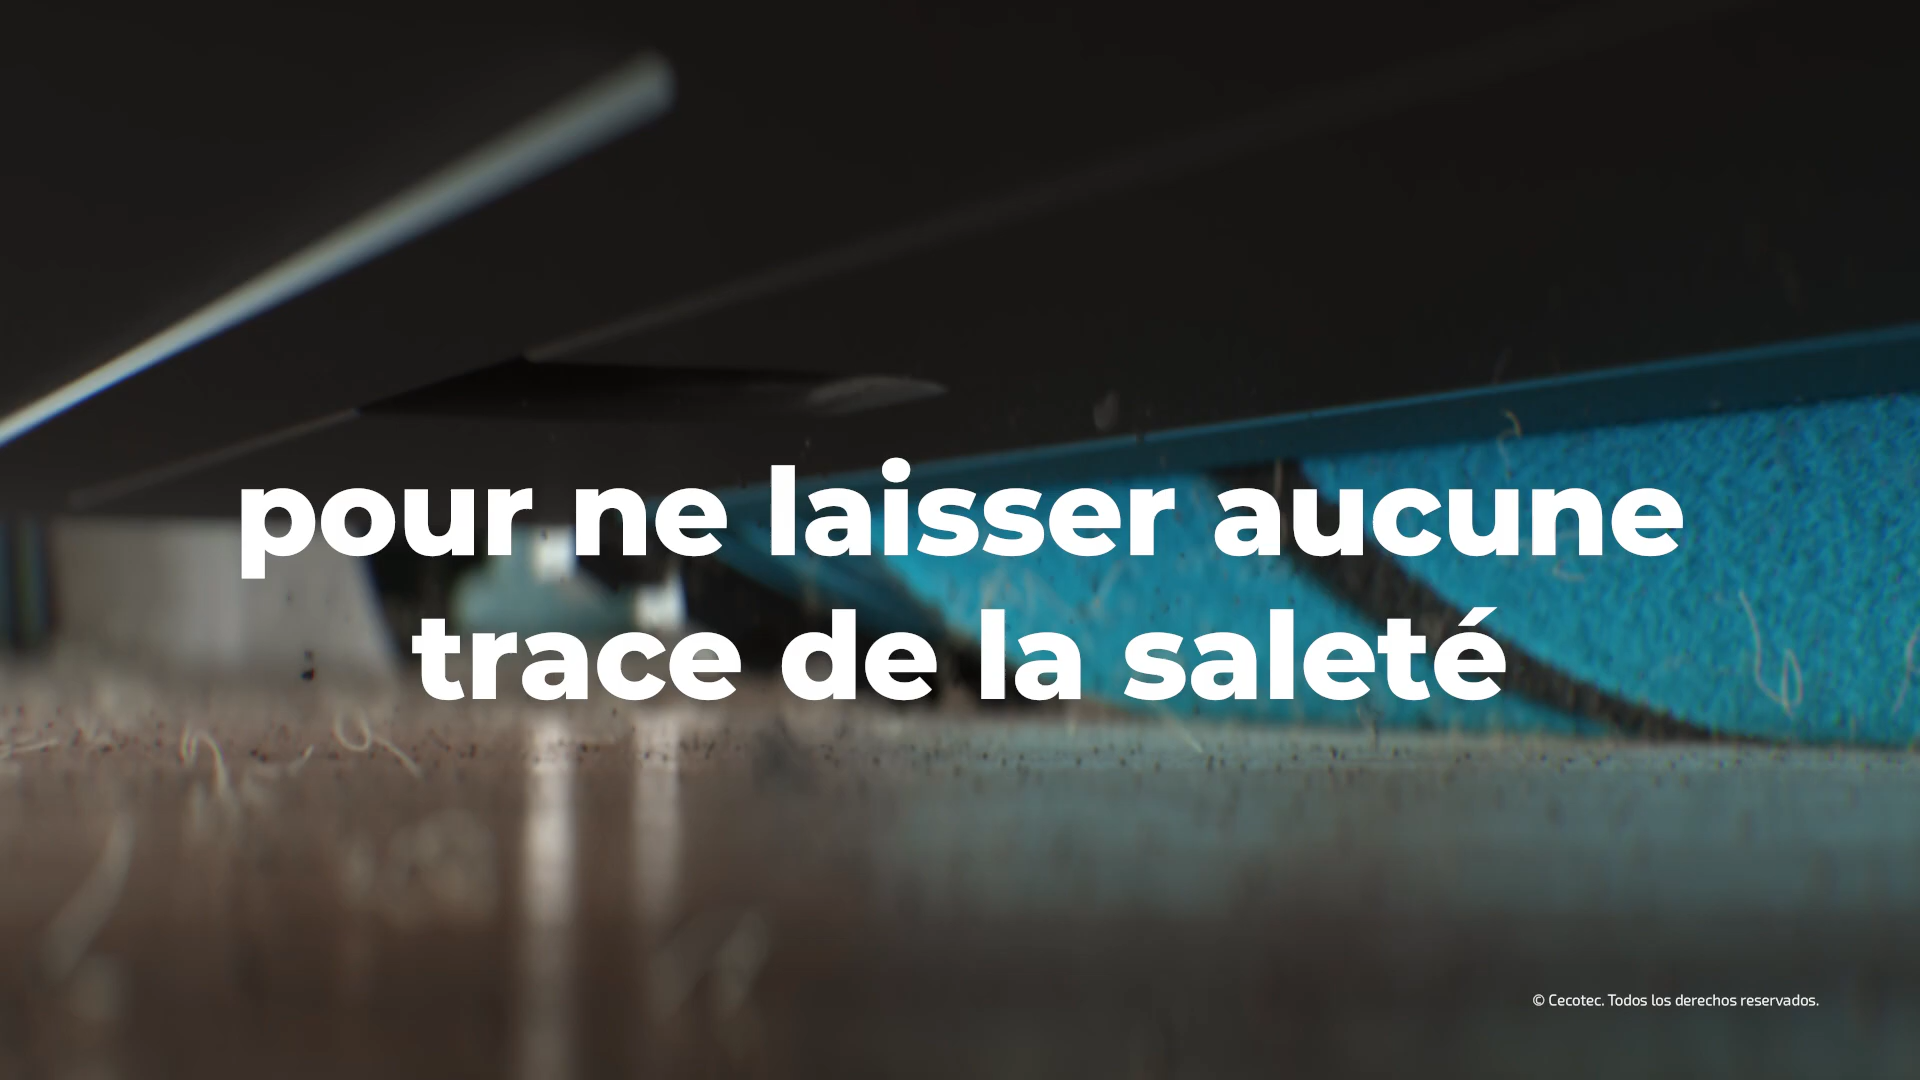 pour ne laisser aucune
trace de la saleté
© Cecotec. Todos los derechos reservados.